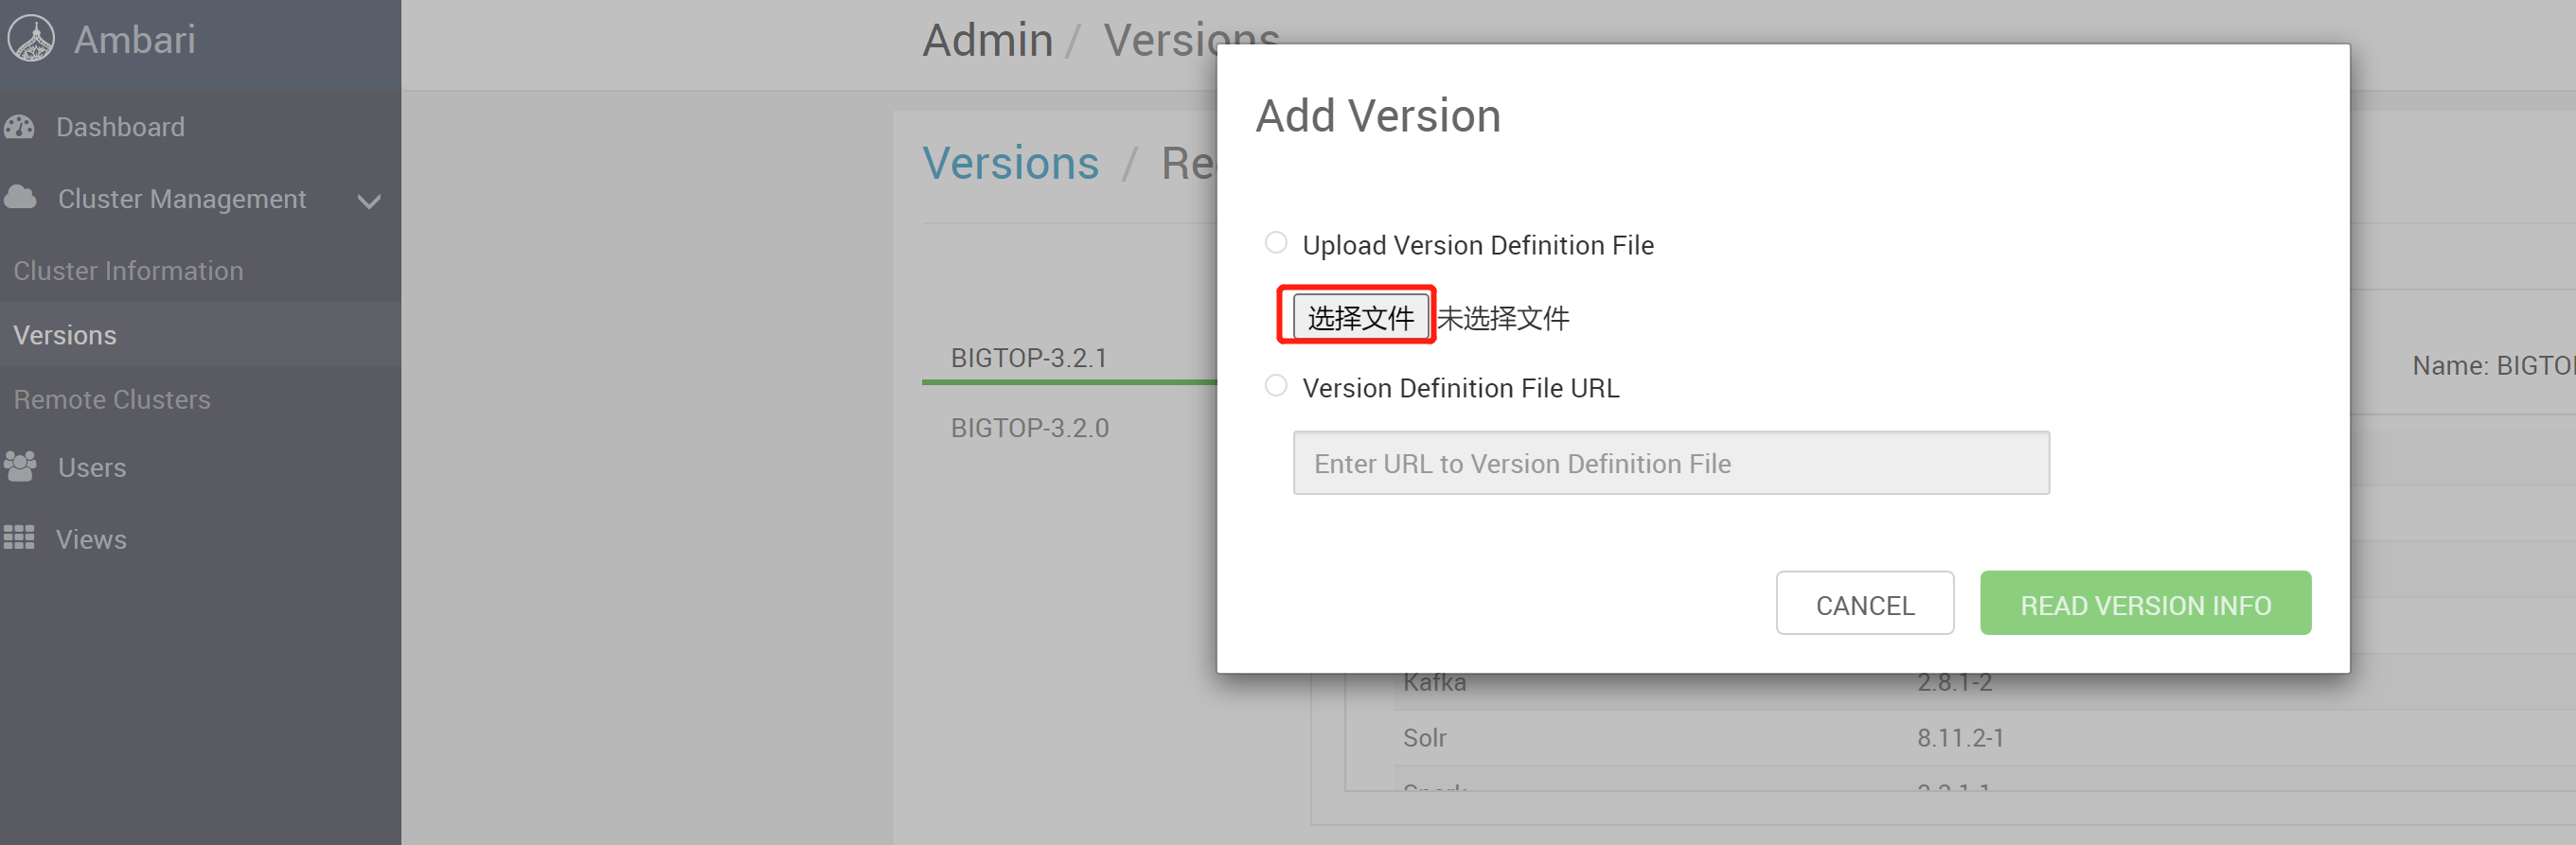 Ambari
Dashboard
Cluster Management
Cluster Information
Versions
Remote Clusters
Users
Views
Admin / Versions
Versions / Re
BIGTOP-3.2.1
BIGTOP-3.2.0
Add Version
Upload Version Definition File
选择文件 未选择文件
Version Definition File URL
Enter URL to Version Definition File
CANCEL
READ VERSION INFO
Name: BIGTO
Kafka 2.8.1-2
Solr 8.11.2-1